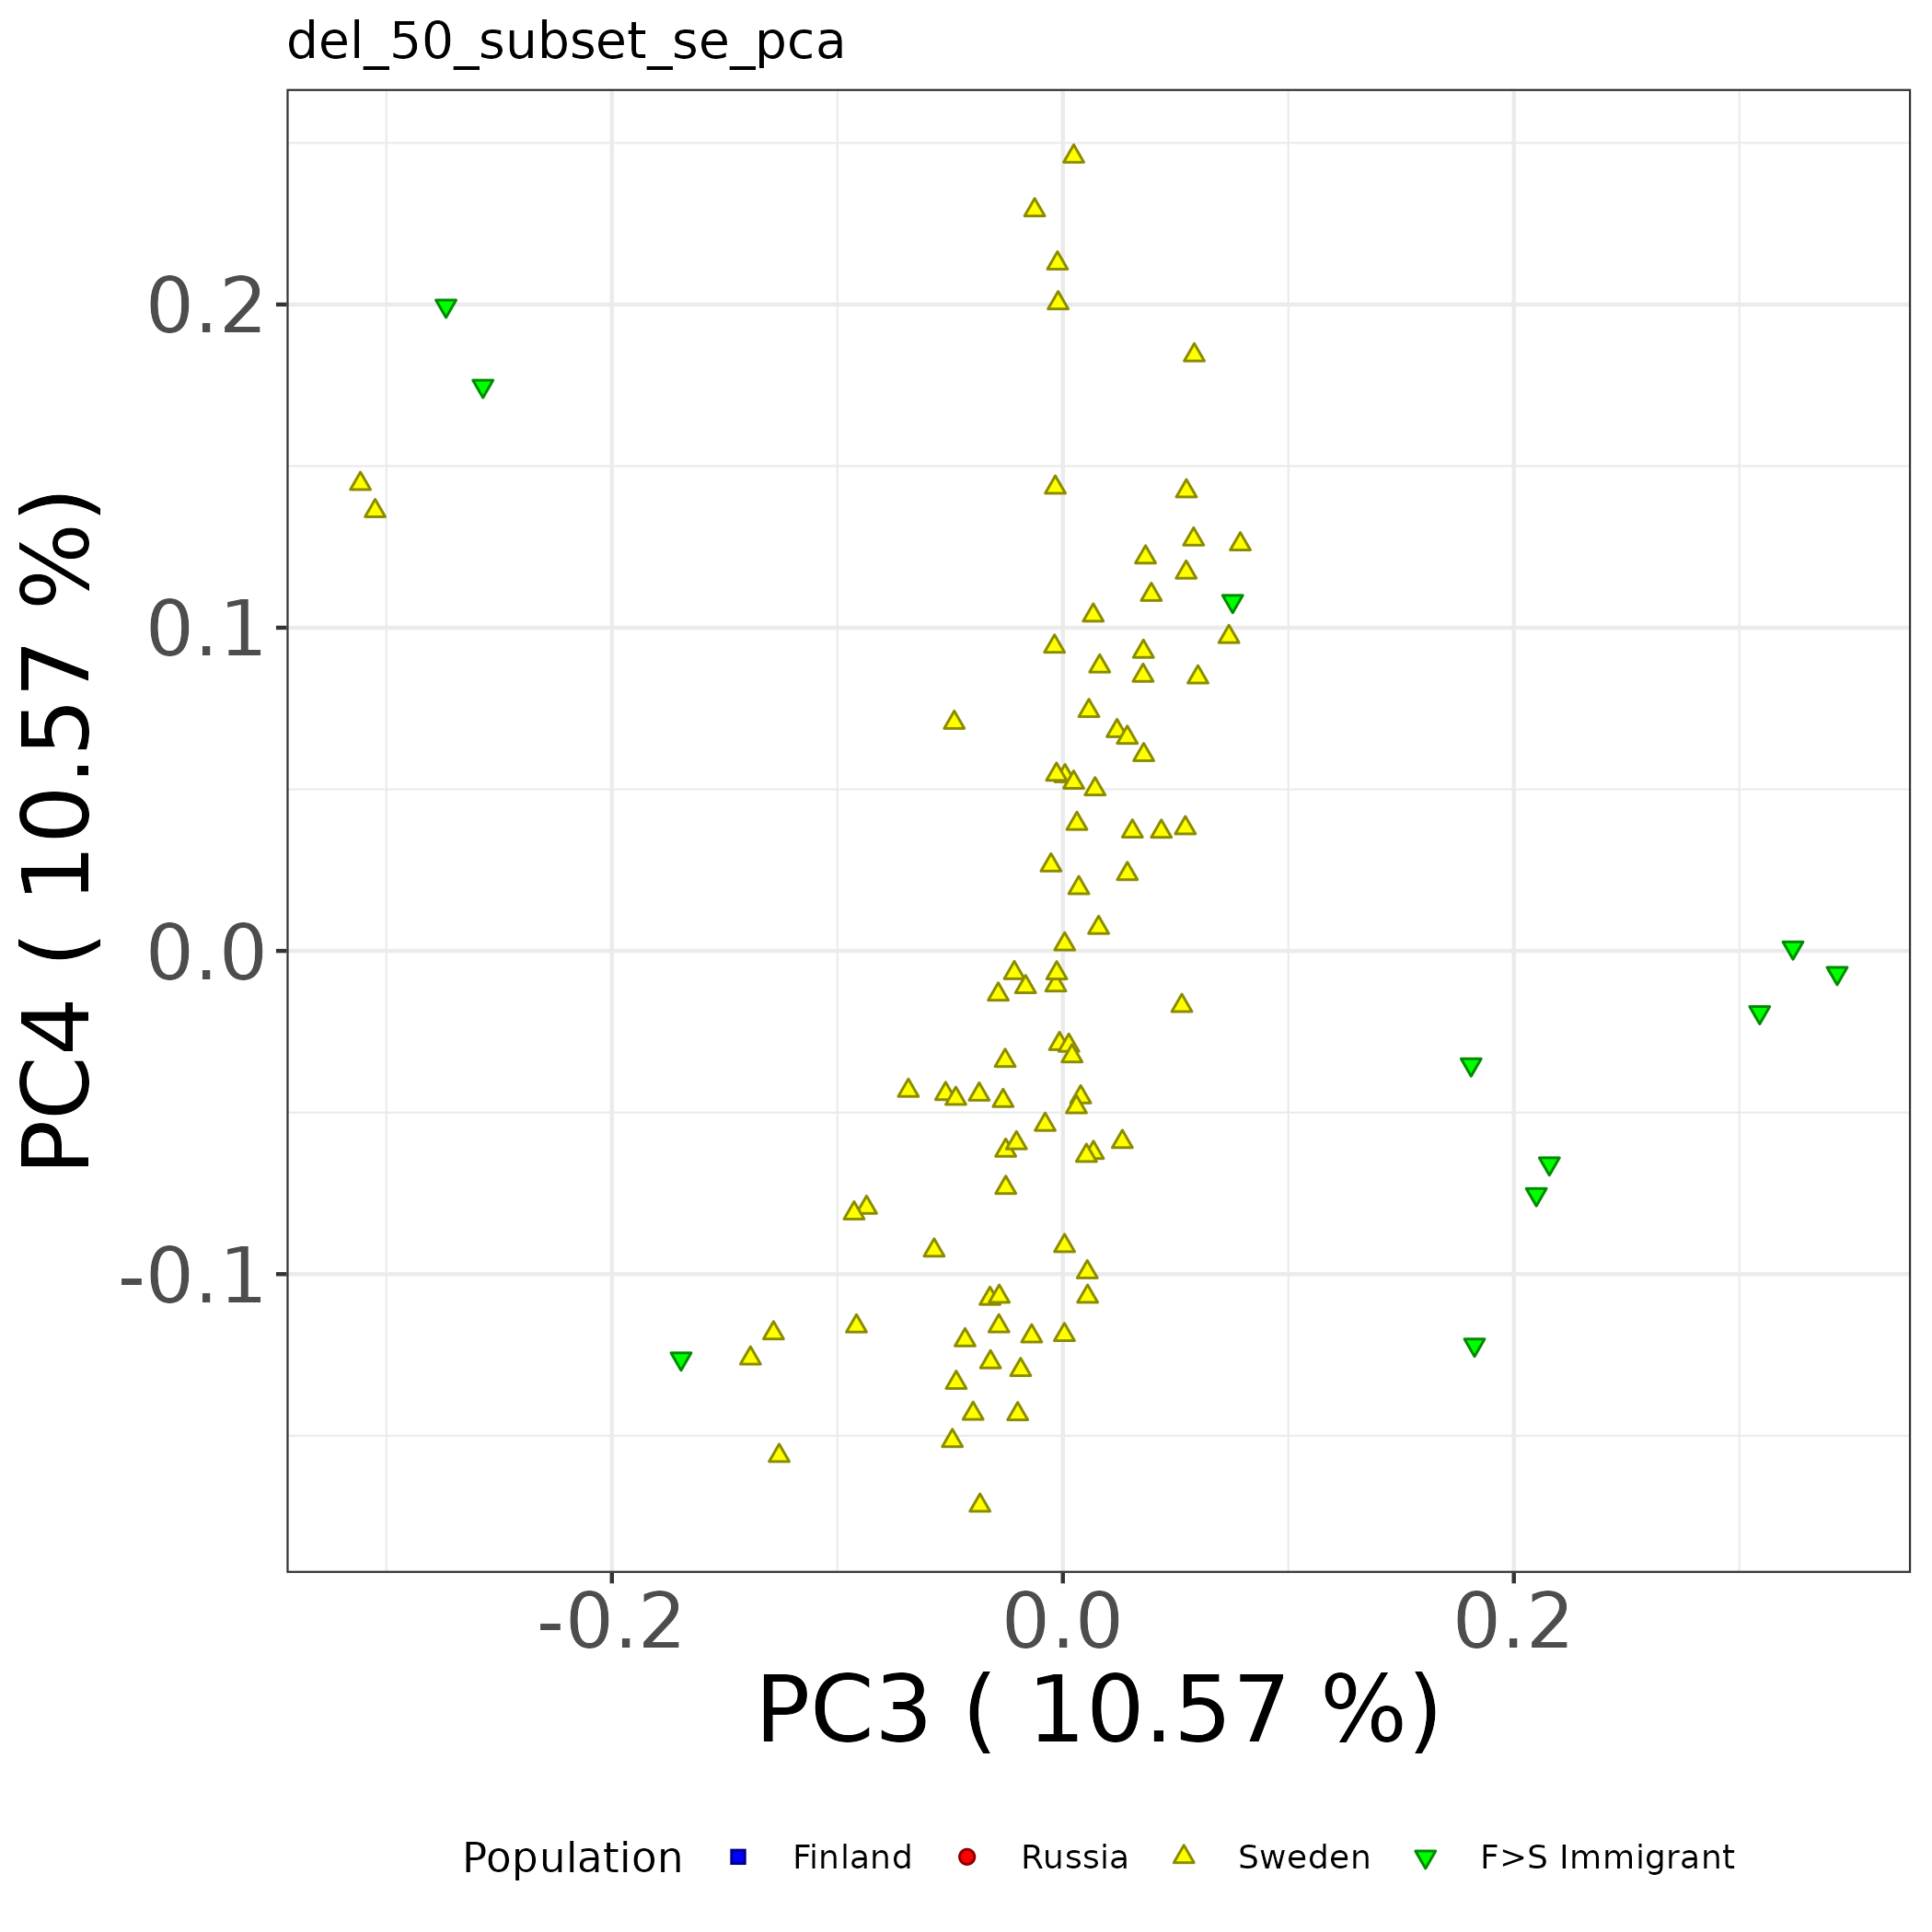 del_50_subset_se_pca
PC4 ( 10.57 %)
0.2
0.1
0.0
-0.1
-0.2
0.0
0.2
PC3 ( 10.57 %)
Population Finland Russia Sweden F>S Immigrant